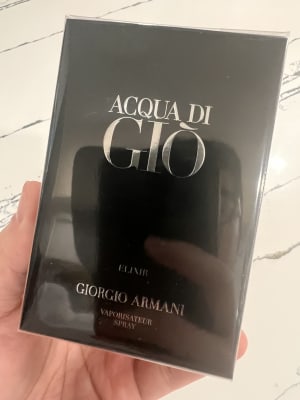 ACQUA DI
GIÒ
ELIXIR
GIORGIO ARMANI
VAPORISATEUR
SPRAY